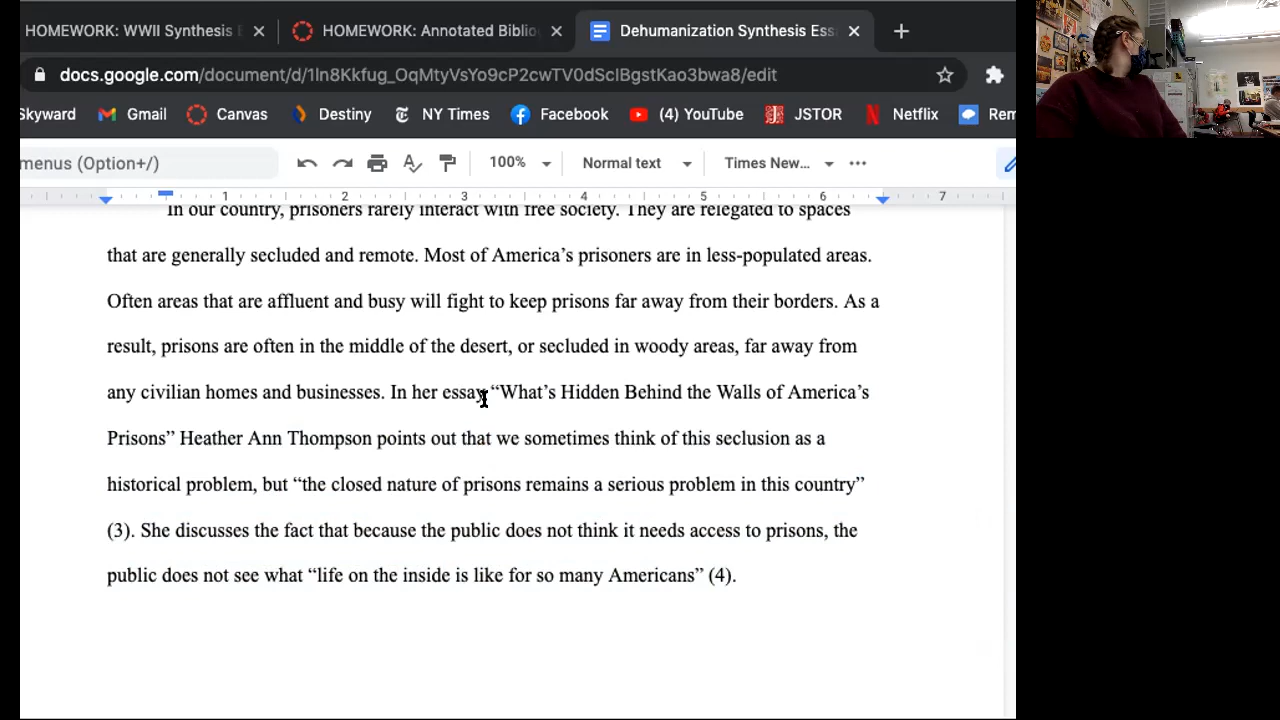 HOMEWORK: WWII Synthesis E
HOMEWORK: Annotated Biblio
Dehumanization Synthesis Ess
docs.google.com/document/d/1ln8Kkfug_OqMtyVsYo9cP2cwTV0dSclBgstKao3bwa8/edit
Skyward
Gmail
Canvas
Destiny
NY Times
Facebook
(4) YouTube
JSTOR
Netflix
Rem
menus (Option+/)
100%
Normal text
Times New...
1 2 3 4 5 6 7
In our country, prisoners rarely interact with free society. They are relegated to spaces
that are generally secluded and remote. Most of America’s prisoners are in less-populated areas.
Often areas that are affluent and busy will fight to keep prisons far away from their borders. As a
result, prisons are often in the middle of the desert, or secluded in woody areas, far away from
any civilian homes and businesses. In her essay “What’s Hidden Behind the Walls of America’s
Prisons” Heather Ann Thompson points out that we sometimes think of this seclusion as a
historical problem, but “the closed nature of prisons remains a serious problem in this country”
(3). She discusses the fact that because the public does not think it needs access to prisons, the
public does not see what “life on the inside is like for so many Americans” (4).